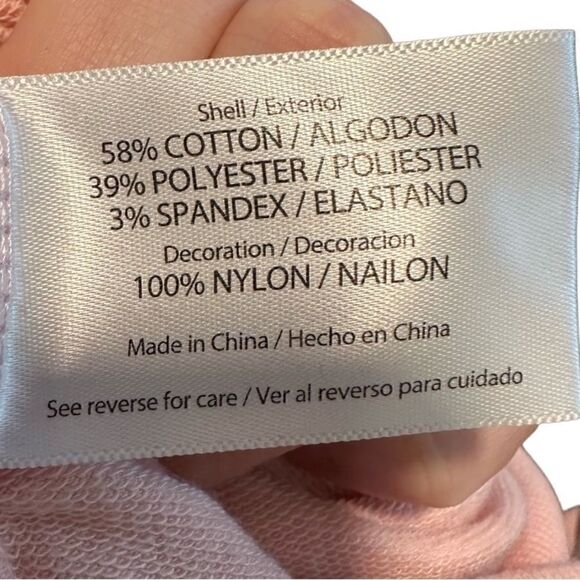 Shell / Exterior
58% COTTON / ALGODON
39% POLYESTER / POLIESTER
3% SPANDEX / ELASTANO
Decoration / Decoracion
100% NYLON / NAILON
Made in China / Hecho en China
See reverse for care / Ver al reverso para cuidado